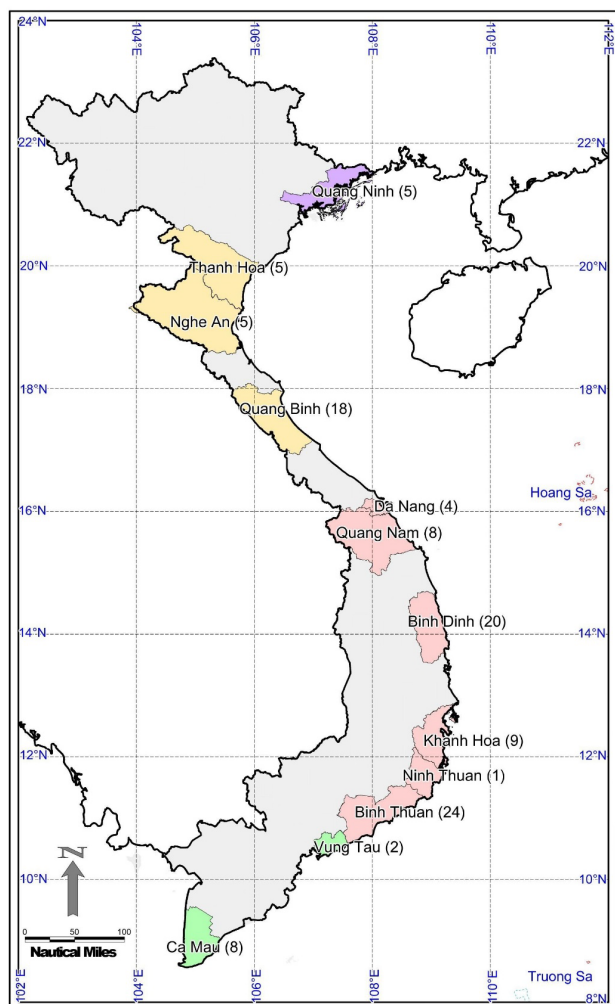 24°N
104°E
106°E
108°E
110°E
112°E
22°N
22°N
Quang Ninh (5)
20°N
20°N
Thanh Hoa (5)
Nghe An (5)
18°N
18°N
Quang Binh (18)
Hoang Sa
16°N
16°N
Da Nang (4)
Quang Nam (8)
14°N
14°N
Binh Dinh (20)
Khanh Hoa (9)
12°N
12°N
Ninh Thuan (1)
Binh Thuan (24)
Vung Tau (2)
N
10°N
10°N
0 50 100
Nautical Miles
Ca Mau (8)
Truong Sa
102°E
104°E
106°E
108°E
110°E
8°N